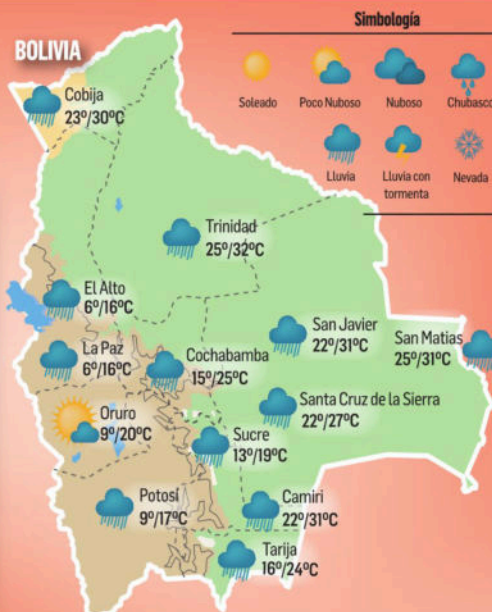 Simbología
BOLIVIA
Soleado
Poco Nuboso
Nuboso
Chubasco
Lluvia
Lluvia con
tormenta
Nevada
Cobija
23º/30ºC
Trinidad
25º/32ºC
El Alto
6º/16ºC
San Javier
22º/31ºC
San Matias
25º/31ºC
La Paz
6º/16ºC
Cochabamba
15º/25ºC
Santa Cruz de la Sierra
22º/27ºC
Oruro
9º/20ºC
Sucre
13º/19ºC
Potosí
9º/17ºC
Camiri
22º/31ºC
Tarija
16º/24ºC